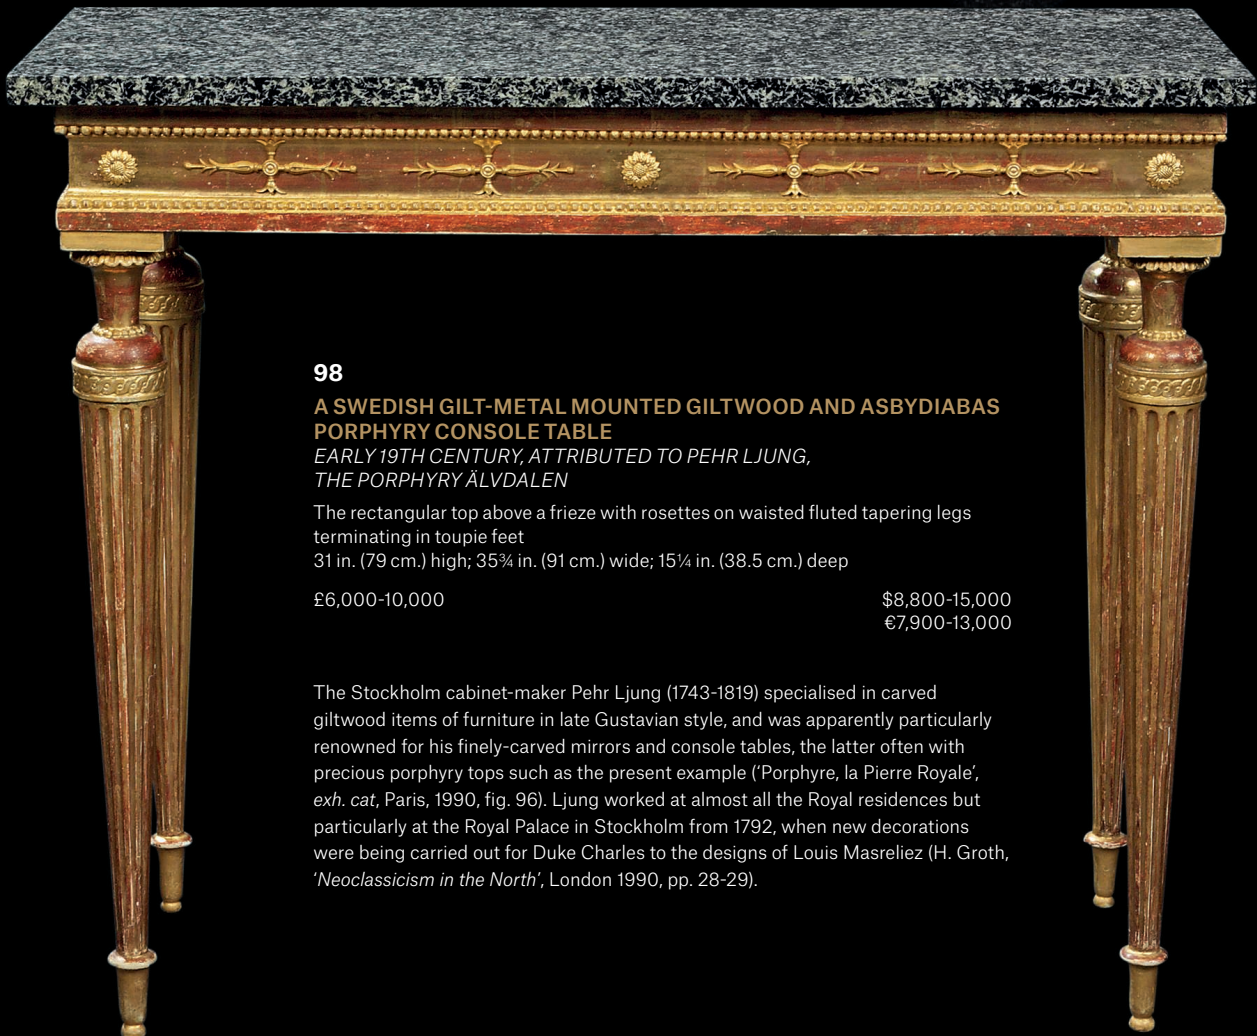 98
A SWEDISH GILT-METAL MOUNTED GILTWOOD AND ASBYDIABAS
PORPHYRY CONSOLE TABLE
EARLY 19TH CENTURY, ATTRIBUTED TO PEHR LJUNG,
THE PORPHYRY ÄLVDALEN
The rectangular top above a frieze with rosettes on waisted fluted tapering legs
terminating in toupie feet
31 in. (79 cm.) high; 35¾ in. (91 cm.) wide; 15¼ in. (38.5 cm.) deep
£6,000-10,000 $8,800-15,000
€7,900-13,000
The Stockholm cabinet-maker Pehr Ljung (1743-1819) specialised in carved
giltwood items of furniture in late Gustavian style, and was apparently particularly
renowned for his finely-carved mirrors and console tables, the latter often with
precious porphyry tops such as the present example (‘Porphyre, la Pierre Royale’,
exh. cat, Paris, 1990, fig. 96). Ljung worked at almost all the Royal residences but
particularly at the Royal Palace in Stockholm from 1792, when new decorations
were being carried out for Duke Charles to the designs of Louis Masreliez (H. Groth,
‘Neoclassicism in the North’, London 1990, pp. 28-29).